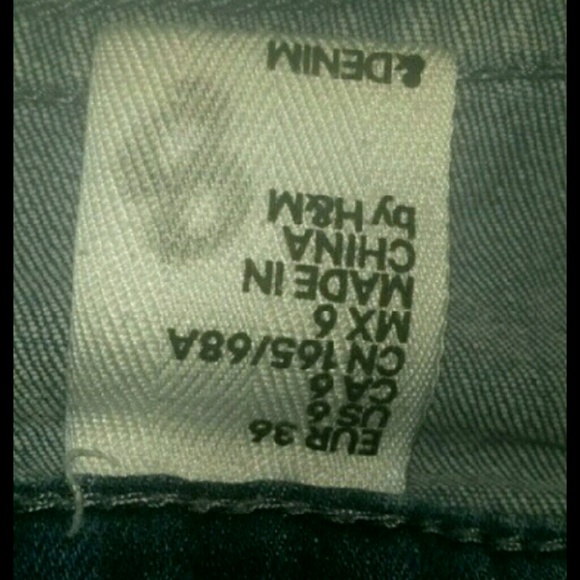 EUR 36
US 6
CA 6
CN 165/68A
MX 6
MADE IN
CHINA
by H&M
&DENIM